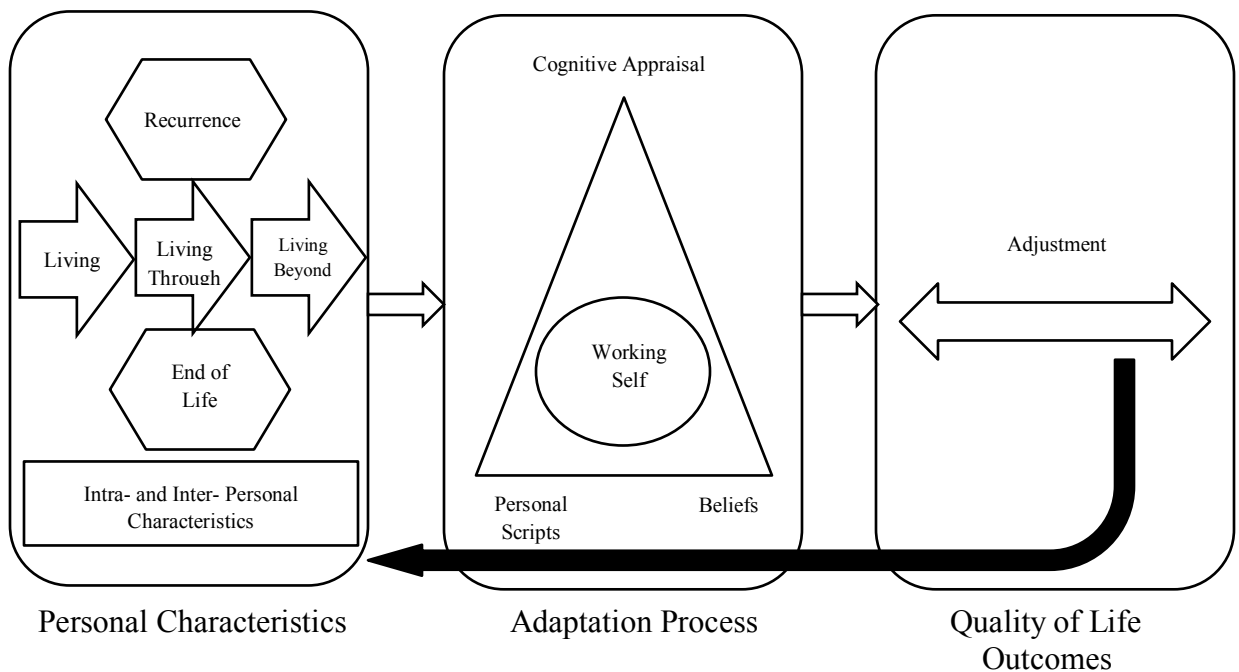 Recurrence
Living
Living
Through
Living
Beyond
End of
Life
Intra- and Inter- Personal
Characteristics
Personal Characteristics
Cognitive Appraisal
Working
Self
Personal
Scripts
Beliefs
Adaptation Process
Adjustment
Quality of Life
Outcomes